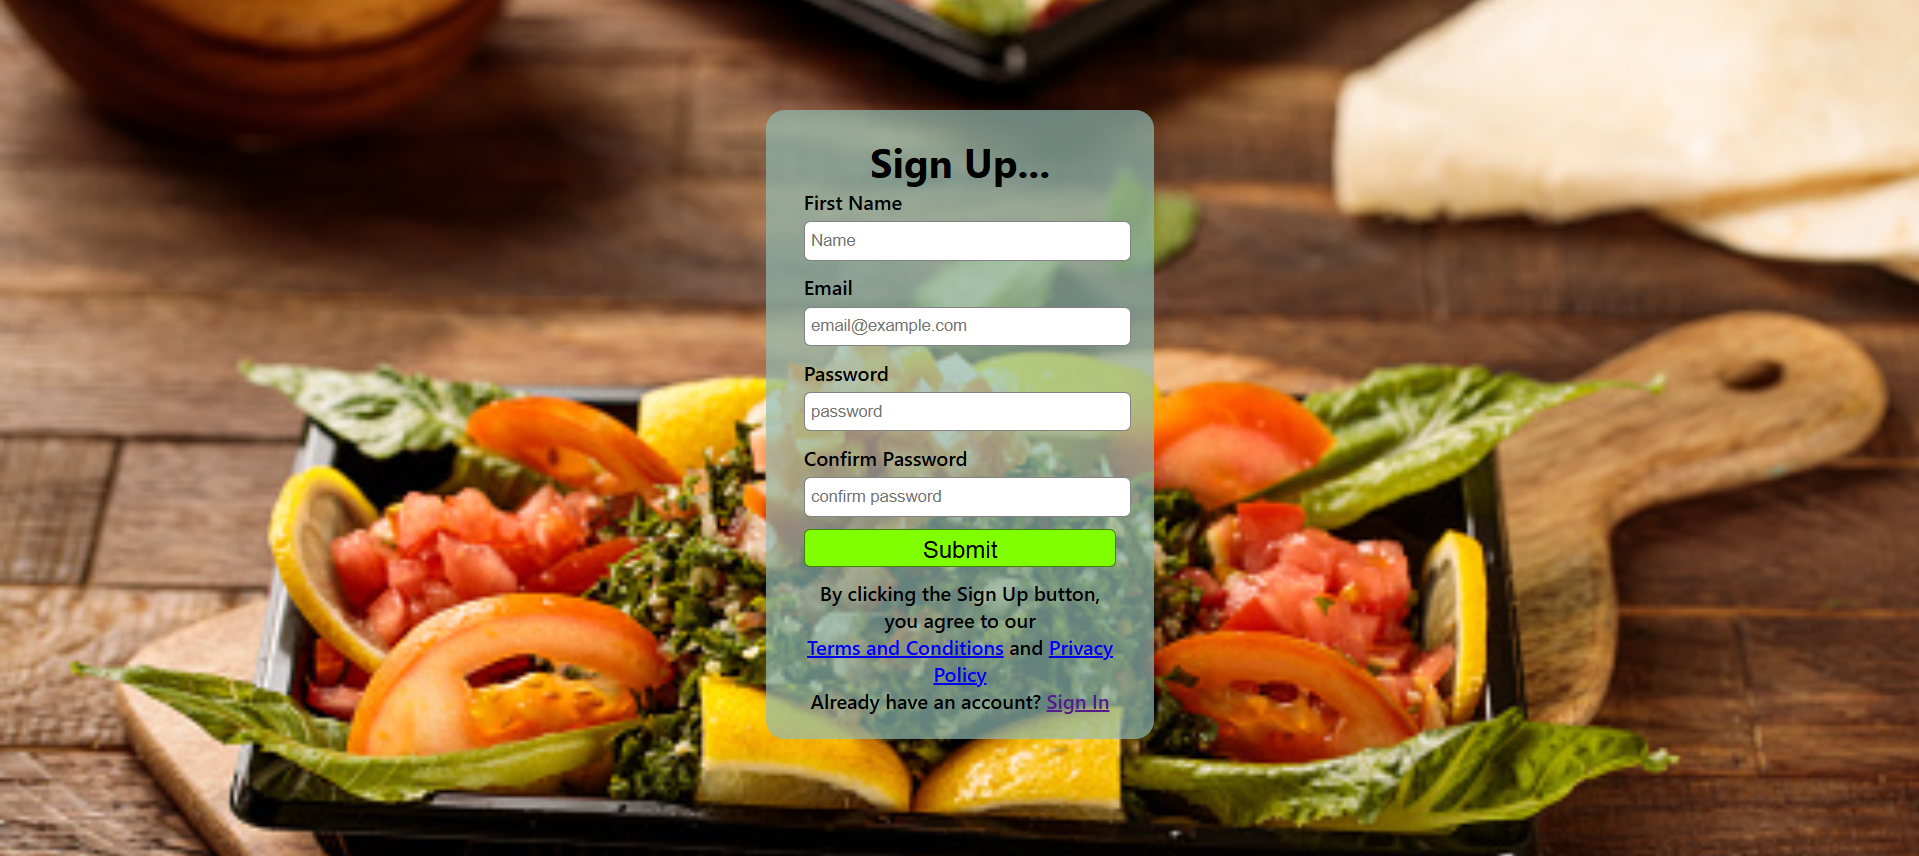 Sign Up...
First Name
Name
Email
email@example.com
Password
password
Confirm Password
confirm password
Submit
By clicking the Sign Up button,
you agree to our
Terms and Conditions and Privacy
Policy
Already have an account? Sign In